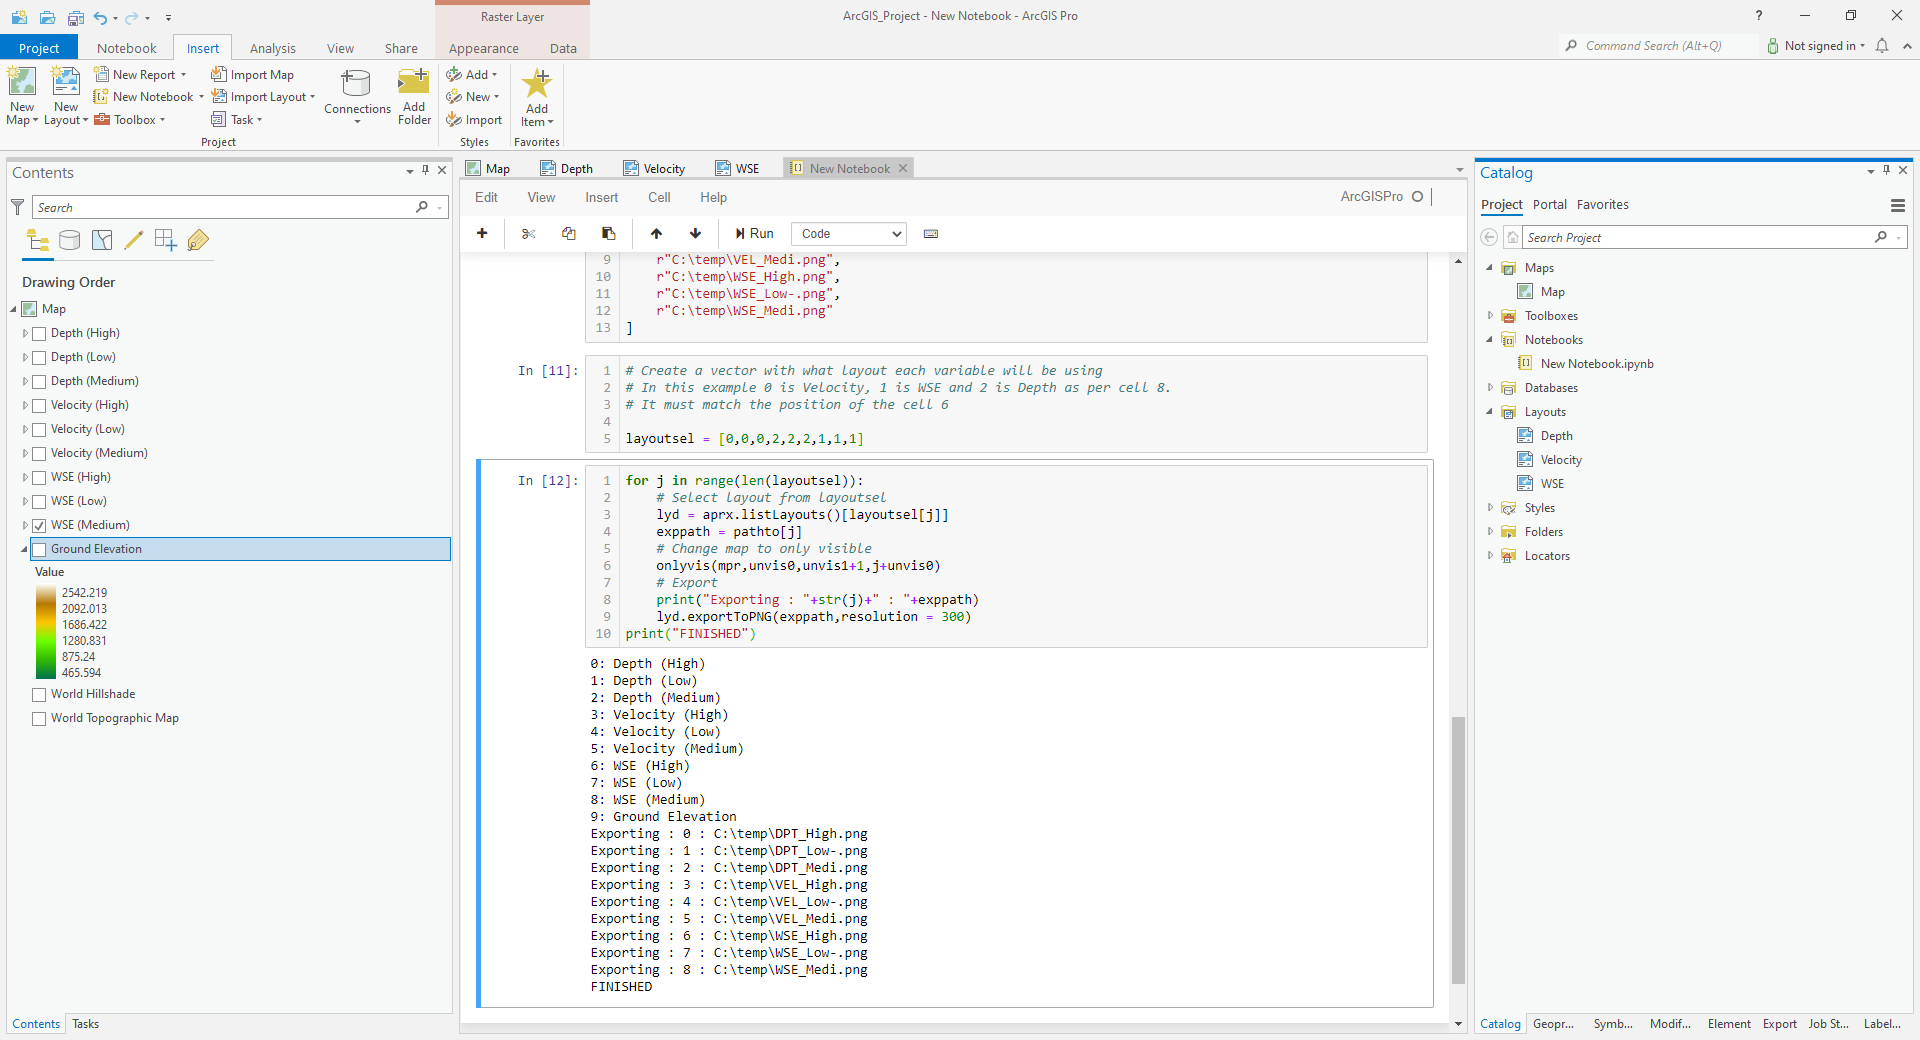 Raster Layer
ArcGIS_Project - New Notebook - ArcGIS Pro
?
Project
Notebook
Insert
Analysis
View
Share
Appearance
Data
Command Search (Alt+Q)
Not signed in
New Map
New Layout
New Report
New Notebook
Toolbox
Import Map
Import Layout
Task
Connections
Add Folder
Add
New
Import
Add Item
Project
Styles
Favorites
Contents
Search
Drawing Order
Map
Depth (High)
Depth (Low)
Depth (Medium)
Velocity (High)
Velocity (Low)
Velocity (Medium)
WSE (High)
WSE (Low)
WSE (Medium)
Ground Elevation
Value
2542.219
2092.013
1686.422
1280.831
875.24
465.594
World Hillshade
World Topographic Map
Contents Tasks
Map
Depth
Velocity
WSE
New Notebook
Edit View Insert Cell Help
ArcGISPro
Run
Code
9 r"C:\temp\VEL_Medi.png",
10 r"C:\temp\WSE_High.png",
11 r"C:\temp\WSE_Low-.png",
12 r"C:\temp\WSE_Medi.png"
13 ]
In [11]:
1 # Create a vector with what layout each variable will be using
2 # In this example 0 is Velocity, 1 is WSE and 2 is Depth as per cell 8.
3 # It must match the position of the cell 6
4
5 layoutsel = [0,0,0,2,2,2,1,1,1]
In [12]:
1 for j in range(len(layoutsel)):
2 # Select layout from layoutsel
3 lyd = aprx.listLayouts()[layoutsel[j]]
4 exppath = pathto[j]
5 # Change map to only visible
6 onlyvis(mpr,unvis0,unvis1+1,j+unvis0)
7 # Export
8 print("Exporting : "+str(j)+" : "+exppath)
9 lyd.exportToPNG(exppath,resolution = 300)
10 print("FINISHED")
0: Depth (High)
1: Depth (Low)
2: Depth (Medium)
3: Velocity (High)
4: Velocity (Low)
5: Velocity (Medium)
6: WSE (High)
7: WSE (Low)
8: WSE (Medium)
9: Ground Elevation
Exporting : 0 : C:\temp\DPT_High.png
Exporting : 1 : C:\temp\DPT_Low-.png
Exporting : 2 : C:\temp\DPT_Medi.png
Exporting : 3 : C:\temp\VEL_High.png
Exporting : 4 : C:\temp\VEL_Low-.png
Exporting : 5 : C:\temp\VEL_Medi.png
Exporting : 6 : C:\temp\WSE_High.png
Exporting : 7 : C:\temp\WSE_Low-.png
Exporting : 8 : C:\temp\WSE_Medi.png
FINISHED
Catalog
Project Portal Favorites
Search Project
Maps
Map
Toolboxes
Notebooks
New Notebook.ipynb
Databases
Layouts
Depth
Velocity
WSE
Styles
Folders
Locators
Catalog Geopr... Symb... Modif... Element Export Job St... Label...